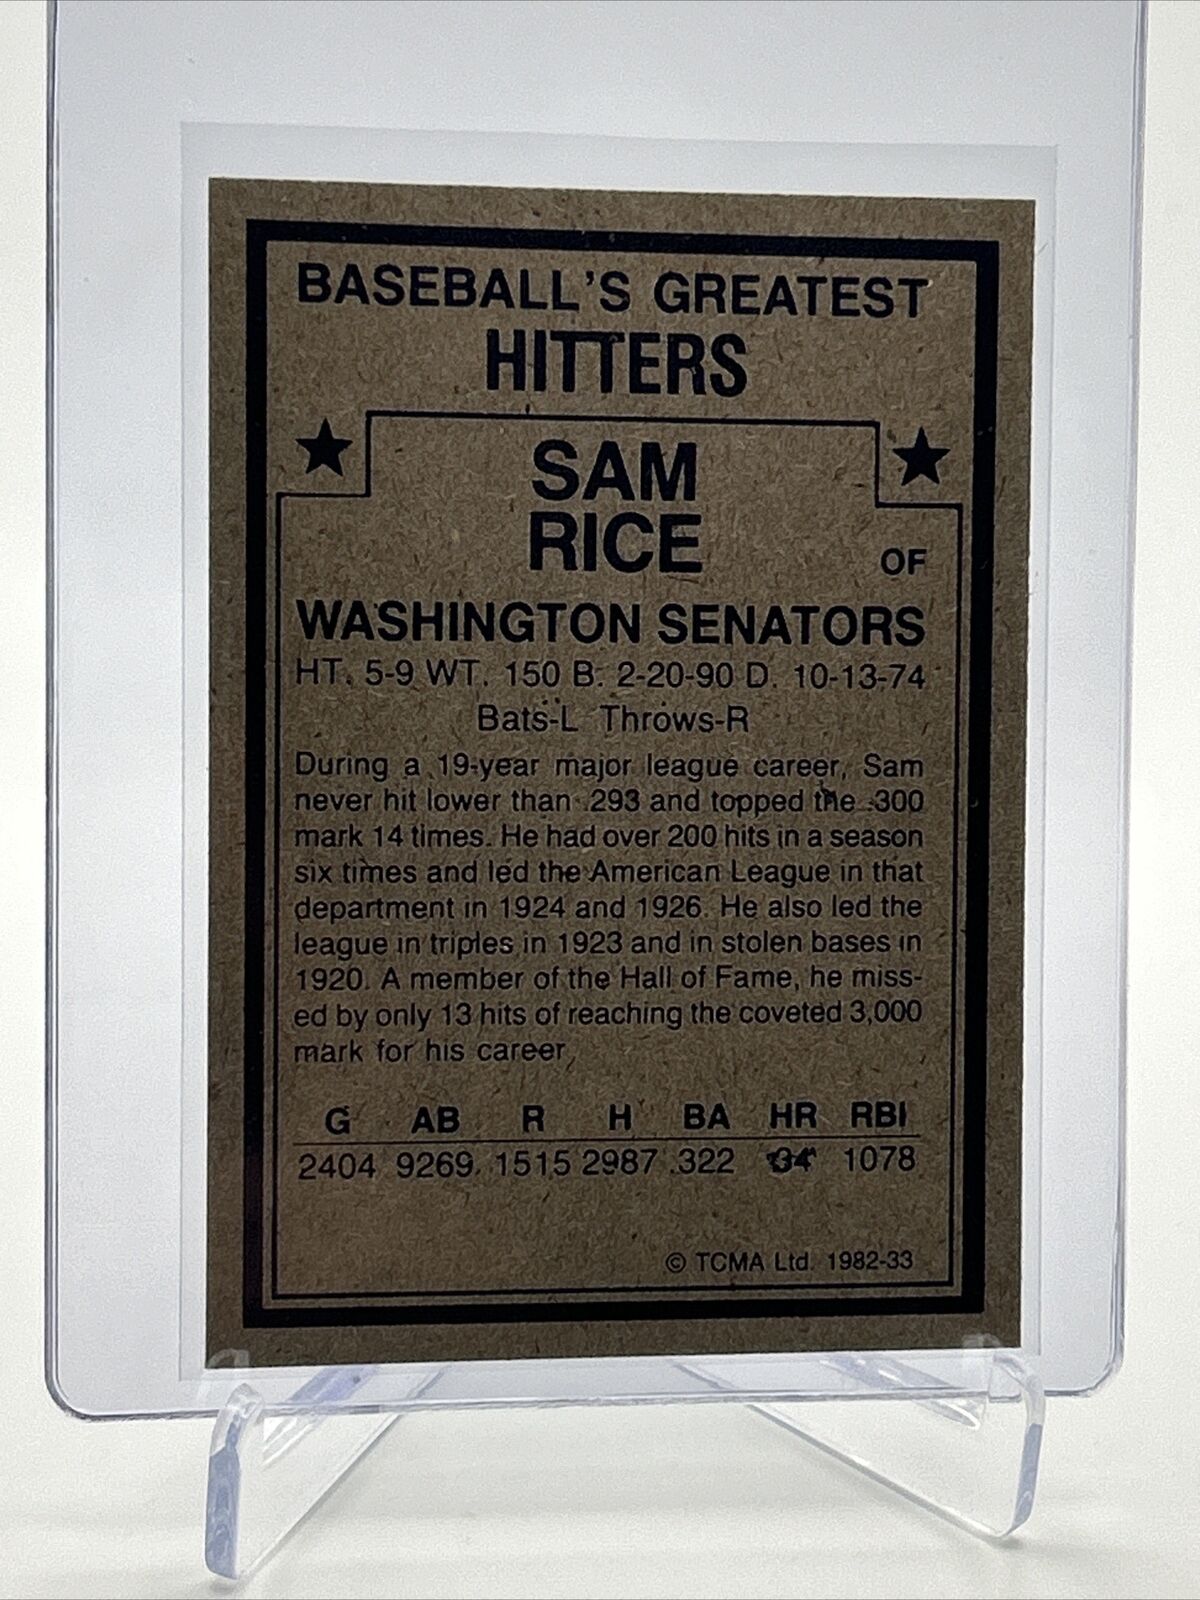 BASEBALL'S GREATEST
HITTERS
SAM
RICE
OF
WASHINGTON SENATORS
HT. 5-9 WT. 150 B. 2-20-90 D. 10-13-74
Bats-L Throws-R
During a 19-year major league career, Sam
never hit lower than .293 and topped the .300
mark 14 times. He had over 200 hits in a season
six times and led the American League in that
department in 1924 and 1926. He also led the
league in triples in 1923 and in stolen bases in
1920. A member of the Hall of Fame, he miss-
ed by only 13 hits of reaching the coveted 3,000
mark for his career.
G AB R H BA HR RBI
2404 9269 1515 2987 .322 34 1078
© TCMA Ltd. 1982-33